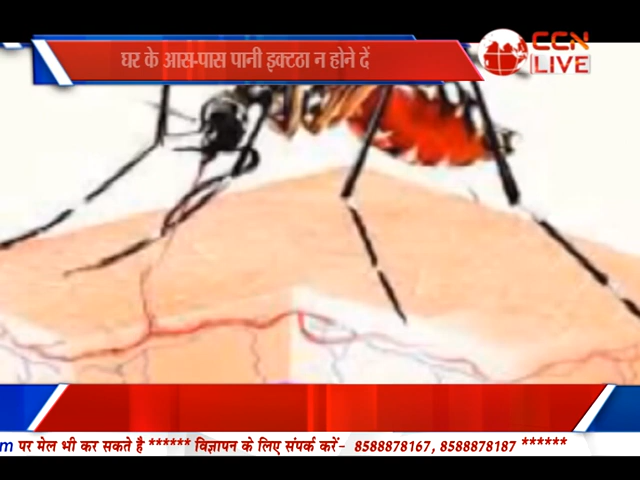 घर के आस-पास पानी इक्टठा न होने दें
CCN
LIVE
m पर मेल भी कर सकते है ****** विज्ञापन के लिए संपर्क करें- 8588878167, 8588878187 ******